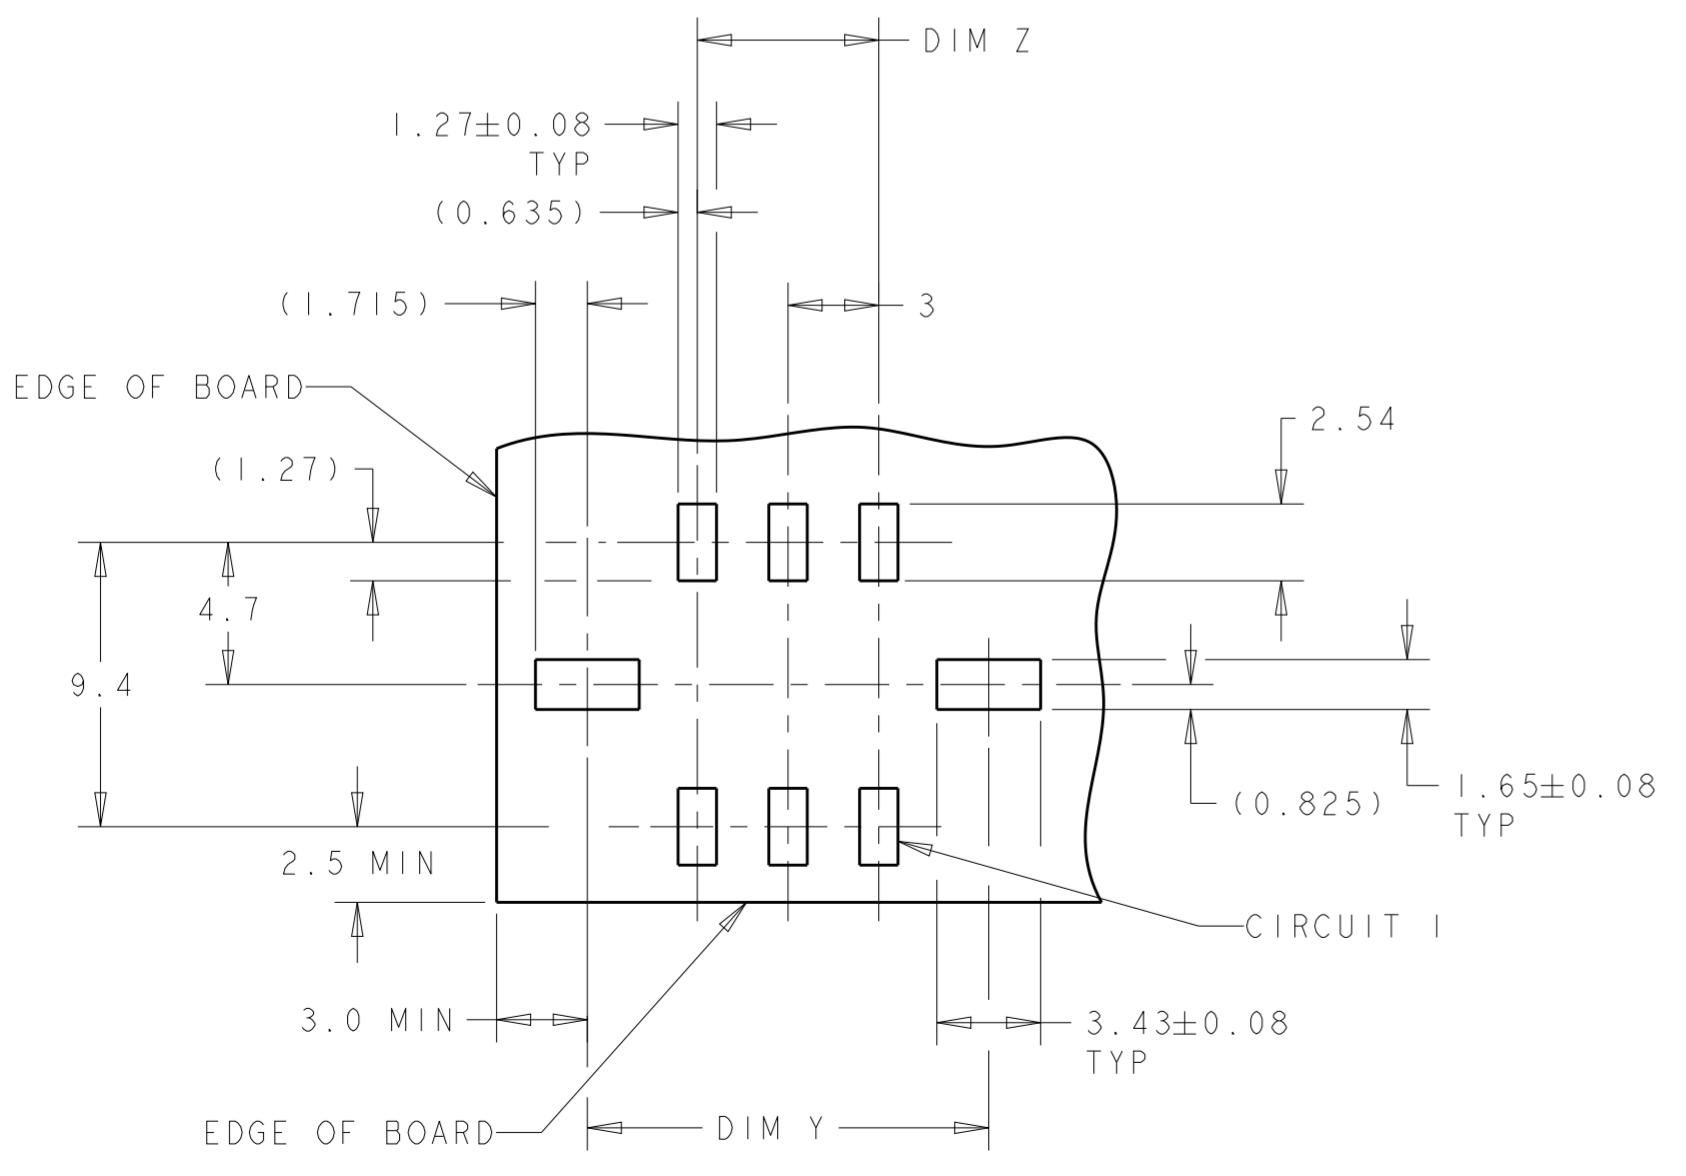 DIM Z
1.27±0.08
TYP
(0.635)
(1.715)
3
EDGE OF BOARD
2.54
(1.27)
4.7
9.4
1.65±0.08
TYP
(0.825)
2.5 MIN
CIRCUIT 1
3.0 MIN
3.43±0.08
TYP
DIM Y
EDGE OF BOARD